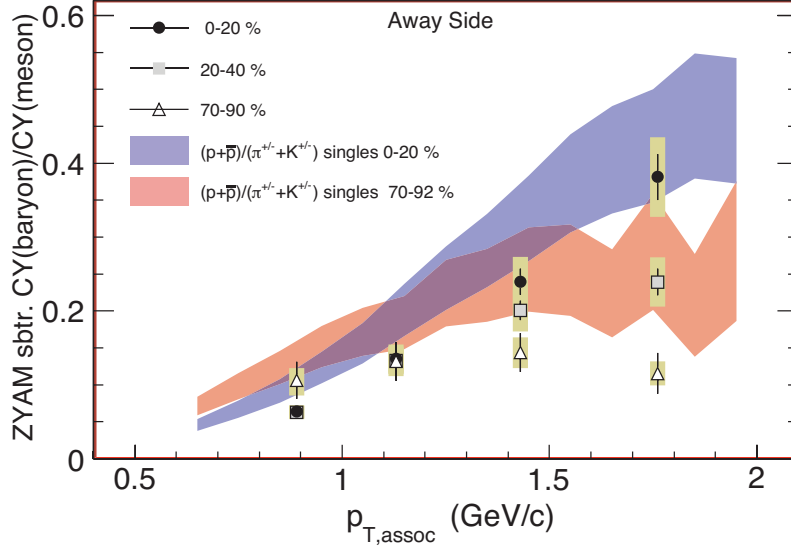 Away Side
0-20 %
20-40 %
70-90 %
(p+p̅)/(π+/-+K+/-) singles 0-20 %
(p+p̅)/(π+/-+K+/-) singles 70-92 %
ZYAM sbtr. CY(baryon)/CY(meson)
0.6
0.4
0.2
0
0.5
1
1.5
2
pT,assoc (GeV/c)